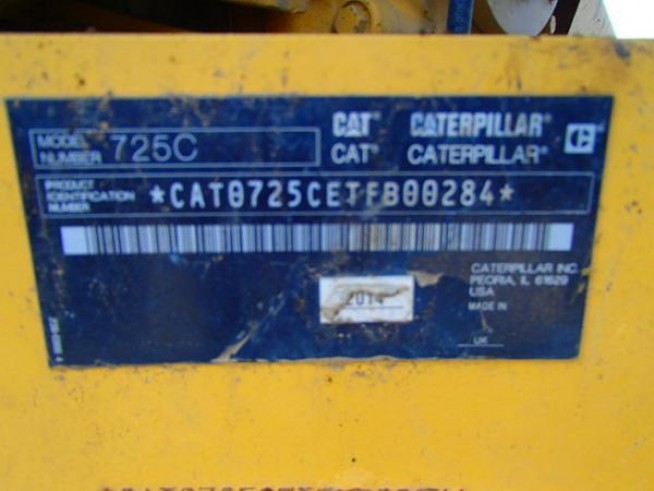 MODEL NUMBER 725C
CAT CATERPILLAR
CAT CATERPILLAR C
PRODUCT IDENTIFICATION NUMBER *CAT0725CETFB00284*
CATERPILLAR INC.
PEORIA, IL 61629
USA
2014
MADE IN
UK